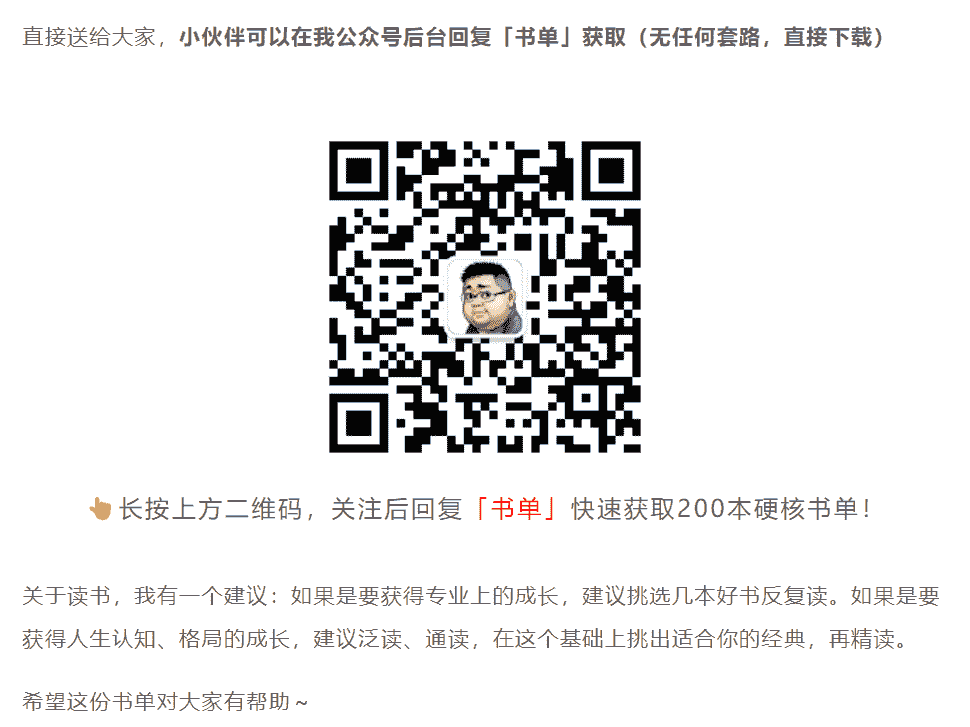 直接送给大家，小伙伴可以在我公众号后台回复「书单」获取（无任何套路，直接下载）
👆长按上方二维码，关注后回复「书单」快速获取200本硬核书单！
关于读书，我有一个建议：如果是要获得专业上的成长，建议挑选几本好书反复读。如果是要
获得人生认知、格局的成长，建议泛读、通读，在这个基础上挑出适合你的经典，再精读。
希望这份书单对大家有帮助～